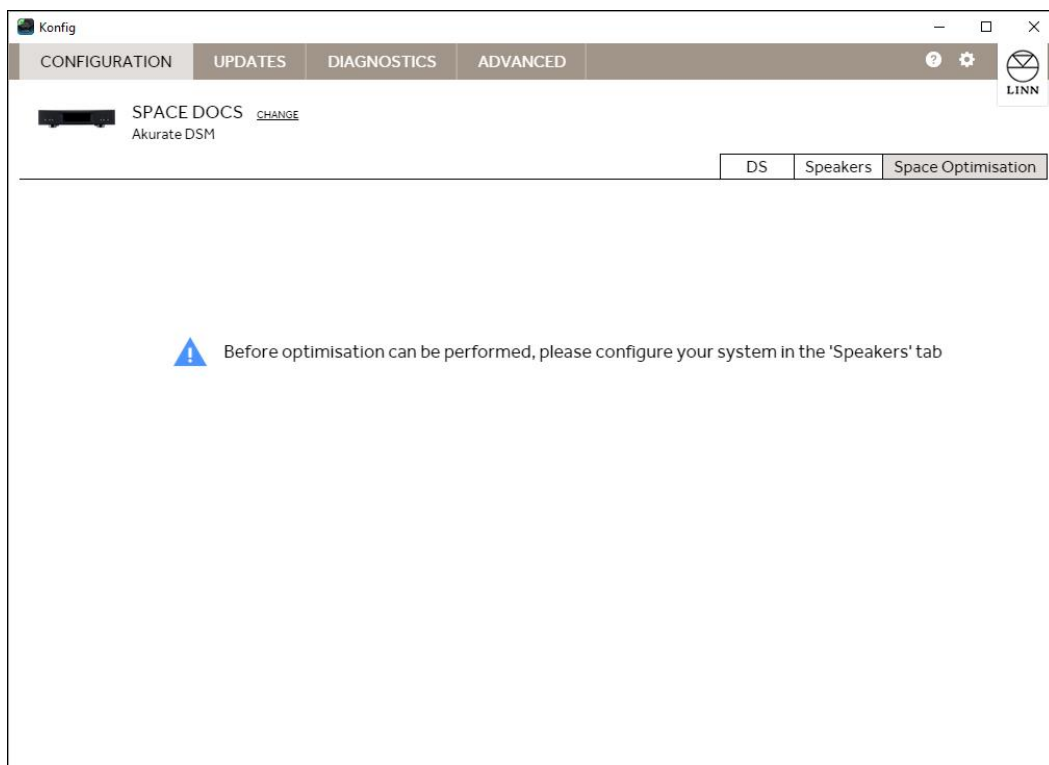 Konfig
CONFIGURATION UPDATES DIAGNOSTICS ADVANCED ?
LINN
SPACE DOCS CHANGE
Akurate DSM
DS Speakers Space Optimisation
! Before optimisation can be performed, please configure your system in the 'Speakers' tab